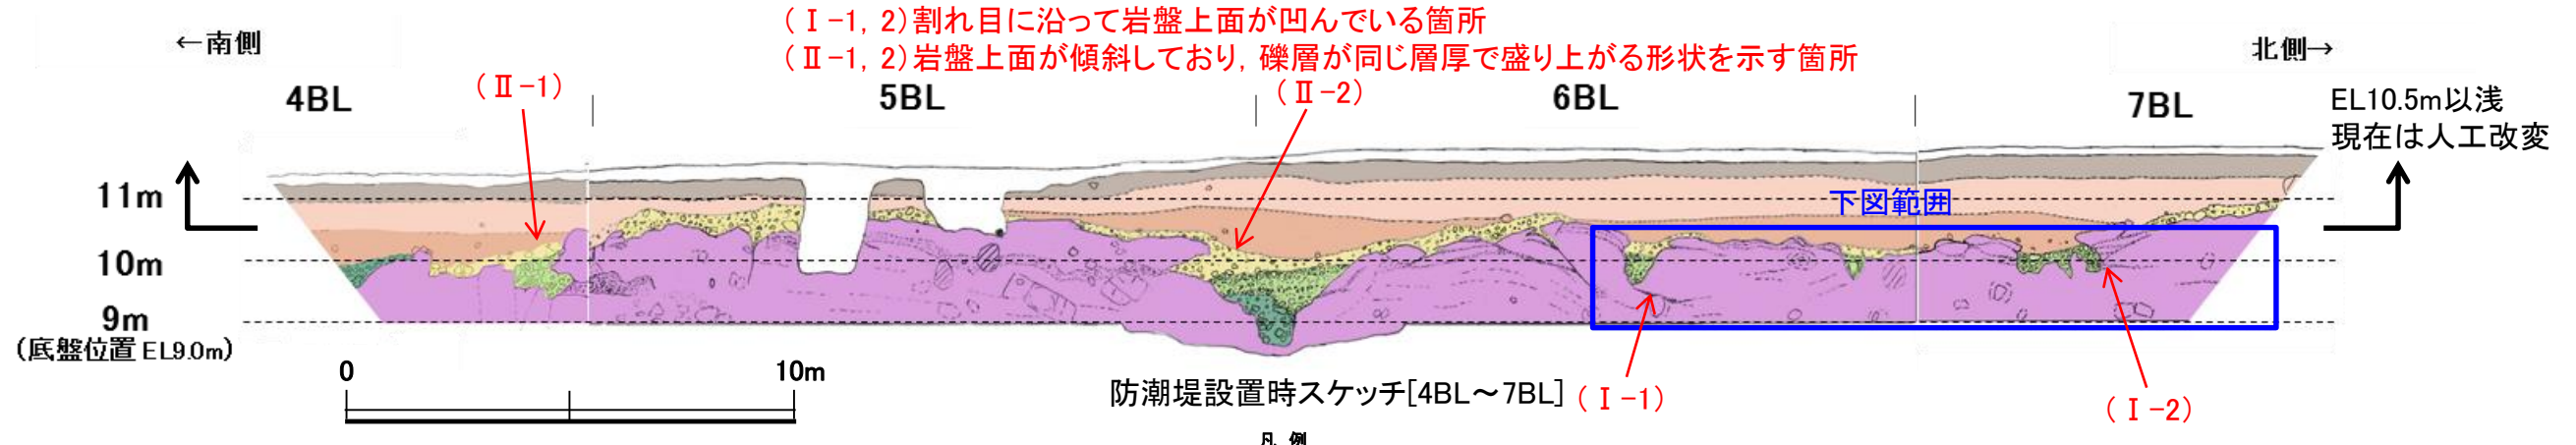 (Ⅰ-1, 2)割れ目に沿って岩盤上面が凹んでいる箇所
←南側
北側→
(Ⅱ-1, 2)岩盤上面が傾斜しており, 礫層が同じ層厚で盛り上がる形状を示す箇所
(Ⅱ-1)
(Ⅱ-2)
4BL
5BL
6BL
7BL
EL10.5m以浅
現在は人工改変
11m
下図範囲
10m
9m
(底盤位置 EL9.0m)
0
10m
防潮堤設置時スケッチ[4BL～7BL]
(Ⅰ-1)
(Ⅰ-2)
凡 例